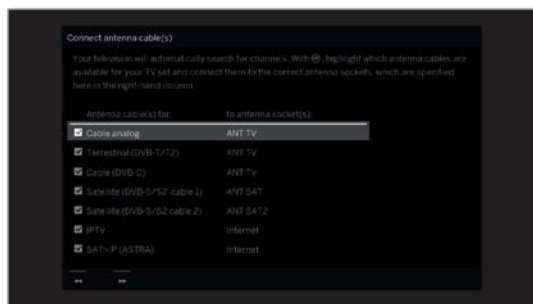 Connect antenna cable(s)
Your television will automatically search for channels. With , highlight which antenna cables are
available for your TV set and connect them to the correct antenna sockets, which are specified
here in the right-hand column.
Antenna cable(s) for: to antenna socket(s):
Cable analog ANT TV
Terrestrial (DVB-T/T2) ANT TV
Cable (DVB-C) ANT TV
Satellite (DVB-S/S2 cable 1) ANT SAT
Satellite (DVB-S/S2 cable 2) ANT SAT2
IPTV Internet
SAT>IP (ASTRA) Internet